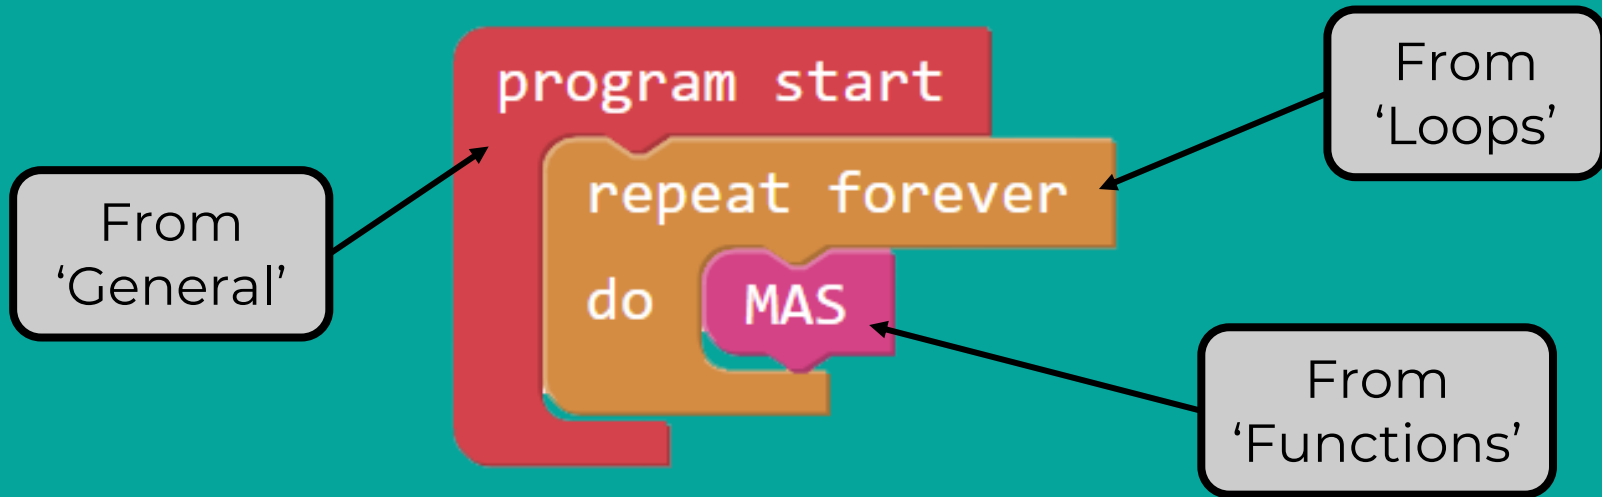 program start
From
‘Loops’
repeat forever
From
‘General’
do MAS
From
‘Functions’